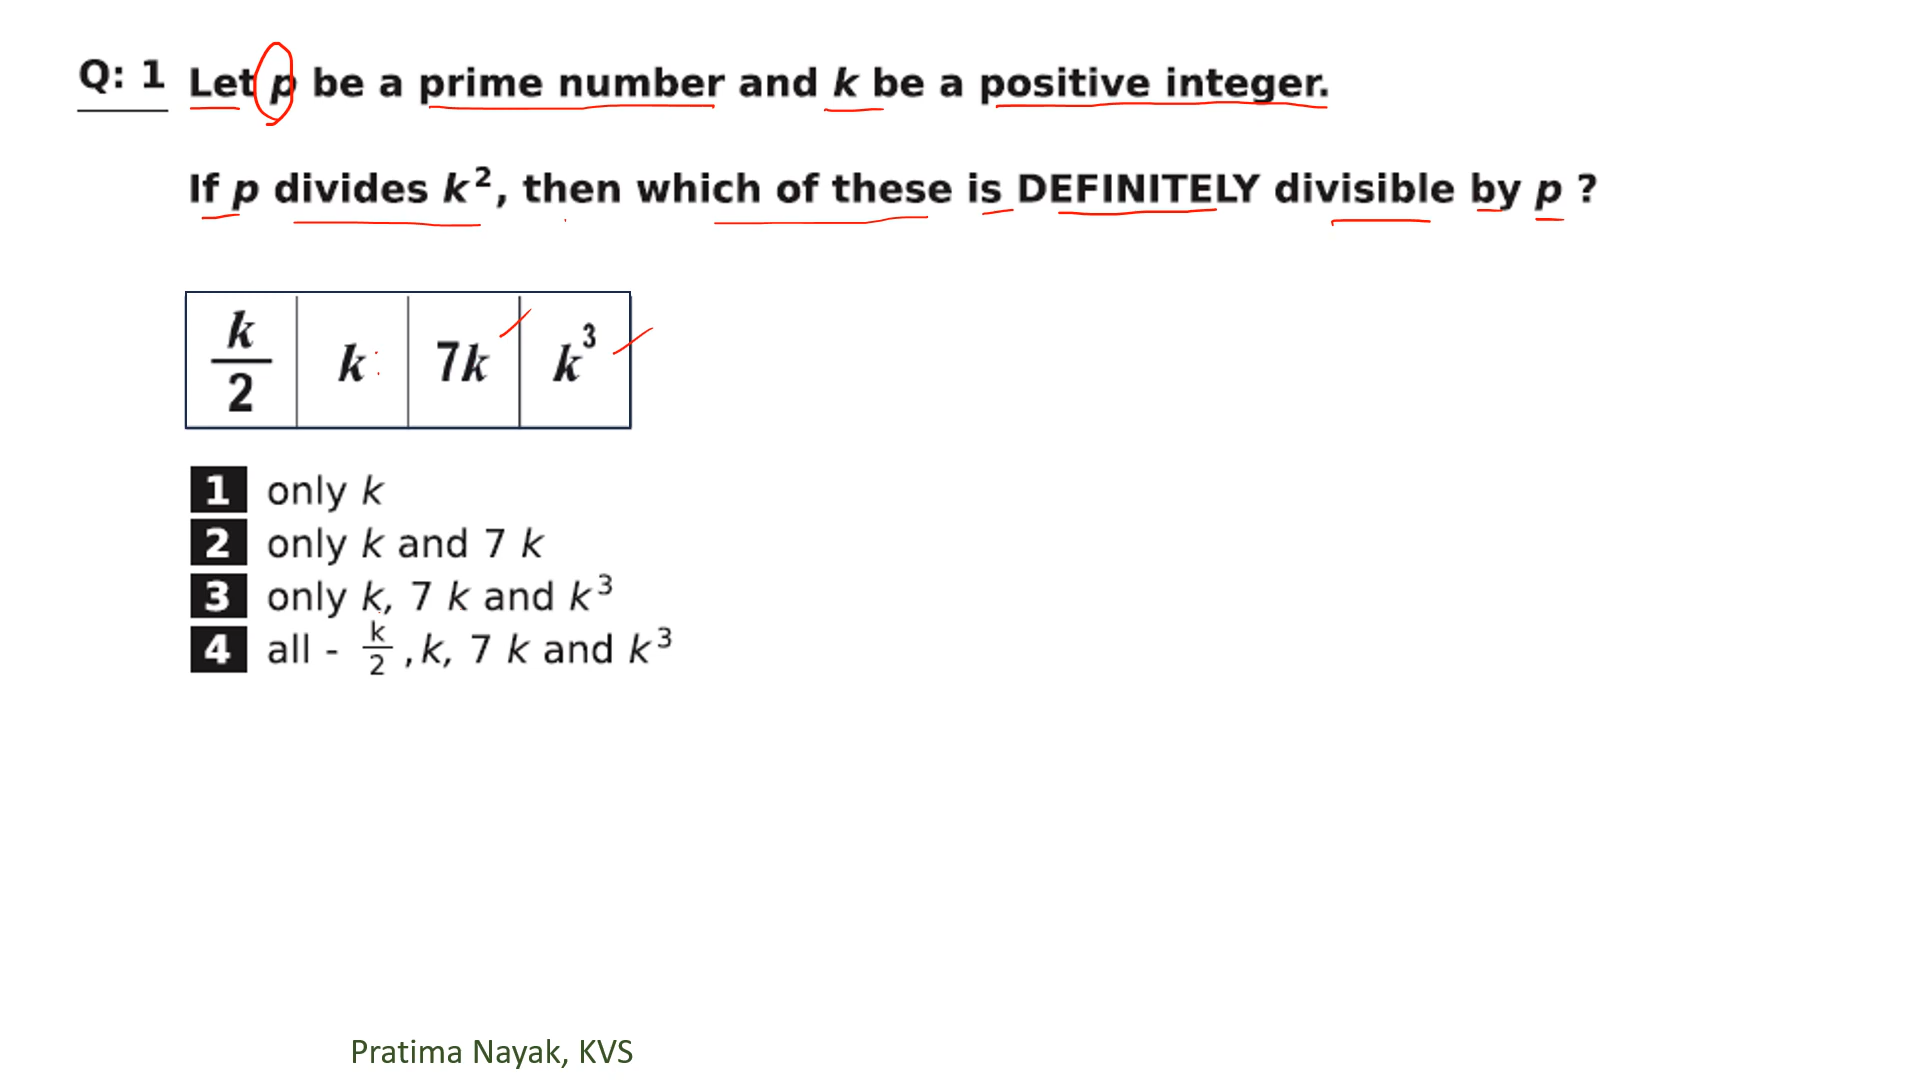 Q: 1 Let p be a prime number and k be a positive integer.
If p divides k², then which of these is DEFINITELY divisible by p ?
k/2 k 7k k³
1 only k
2 only k and 7 k
3 only k, 7 k and k³
4 all - k/2 ,k, 7 k and k³
Pratima Nayak, KVS